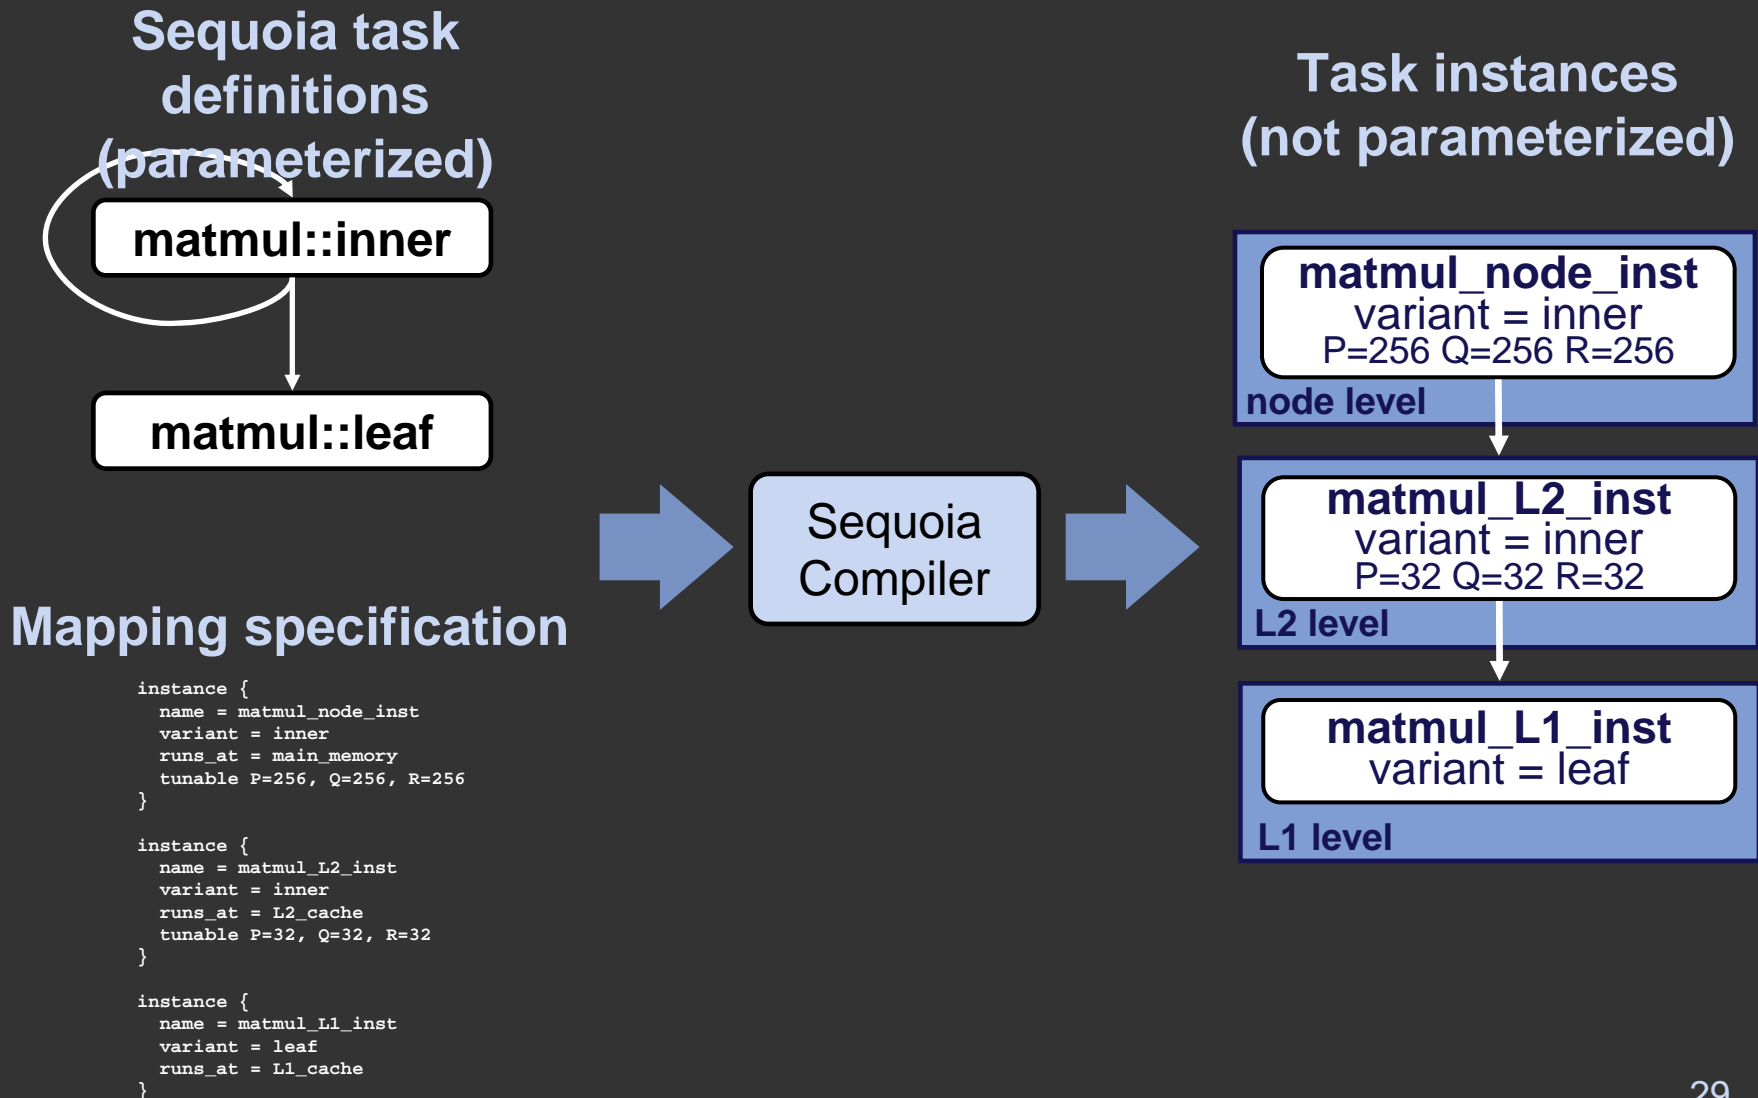 Sequoia task
definitions
(parameterized)
matmul::inner
matmul::leaf
Mapping specification
instance {
name = matmul_node_inst
variant = inner
runs_at = main_memory
tunable P=256, Q=256, R=256
}
instance {
name = matmul_L2_inst
variant = inner
runs_at = L2_cache
tunable P=32, Q=32, R=32
}
instance {
name = matmul_L1_inst
variant = leaf
runs_at = L1_cache
}
Sequoia
Compiler
Task instances
(not parameterized)
matmul_node_inst
variant = inner
P=256 Q=256 R=256
node level
matmul_L2_inst
variant = inner
P=32 Q=32 R=32
L2 level
matmul_L1_inst
variant = leaf
L1 level
29